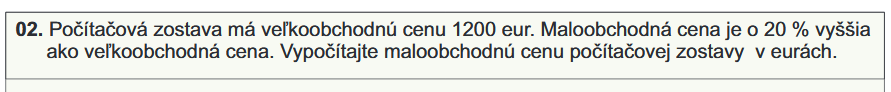 02. Počítačová zostava má veľkoobchodnú cenu 1200 eur. Maloobchodná cena je o 20 % vyššia
ako veľkoobchodná cena. Vypočítajte maloobchodnú cenu počítačovej zostavy v eurách.